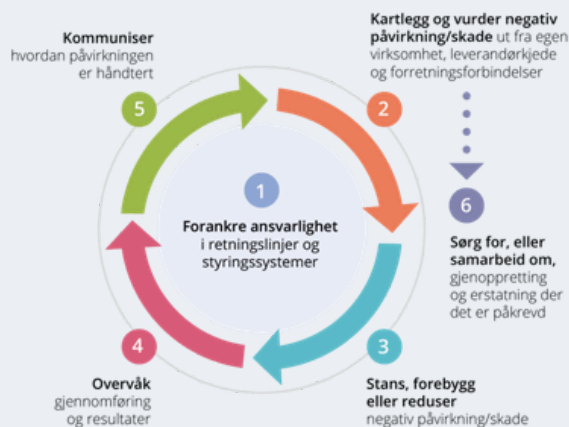 1
Forankre ansvarlighet
i retningslinjer og
styringssystemer
2
Kartlegg og vurder negativ
påvirkning/skade ut fra egen
virksomhet, leverandørkjede
og forretningsforbindelser
3
Stans, forebygg
eller reduser
negativ påvirkning/skade
4
Overvåk
gjennomføring
og resultater
5
Kommuniser
hvordan påvirkningen
er håndtert
6
Sørg for, eller
samarbeid om,
gjenoppretting
og erstatning der
det er påkrevd